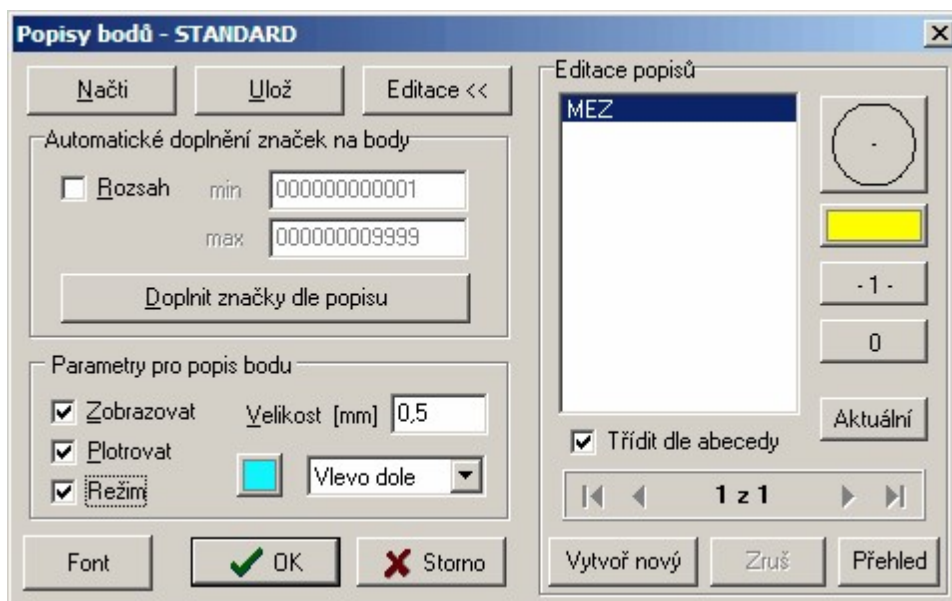 Popisy bodů - STANDARD
Načti
Ulož
Editace <<
Automatické doplnění značek na body
Rozsah
min
000000000001
max
000000009999
Doplnit značky dle popisu
Parametry pro popis bodu
Zobrazovat
Velikost [mm]
0,5
Plotrovat
Režim
Vlevo dole
Font
OK
Storno
Editace popisů
MEZ
-
- 1 -
0
Aktuální
Třídit dle abecedy
1 z 1
Vytvoř nový
Zruš
Přehled